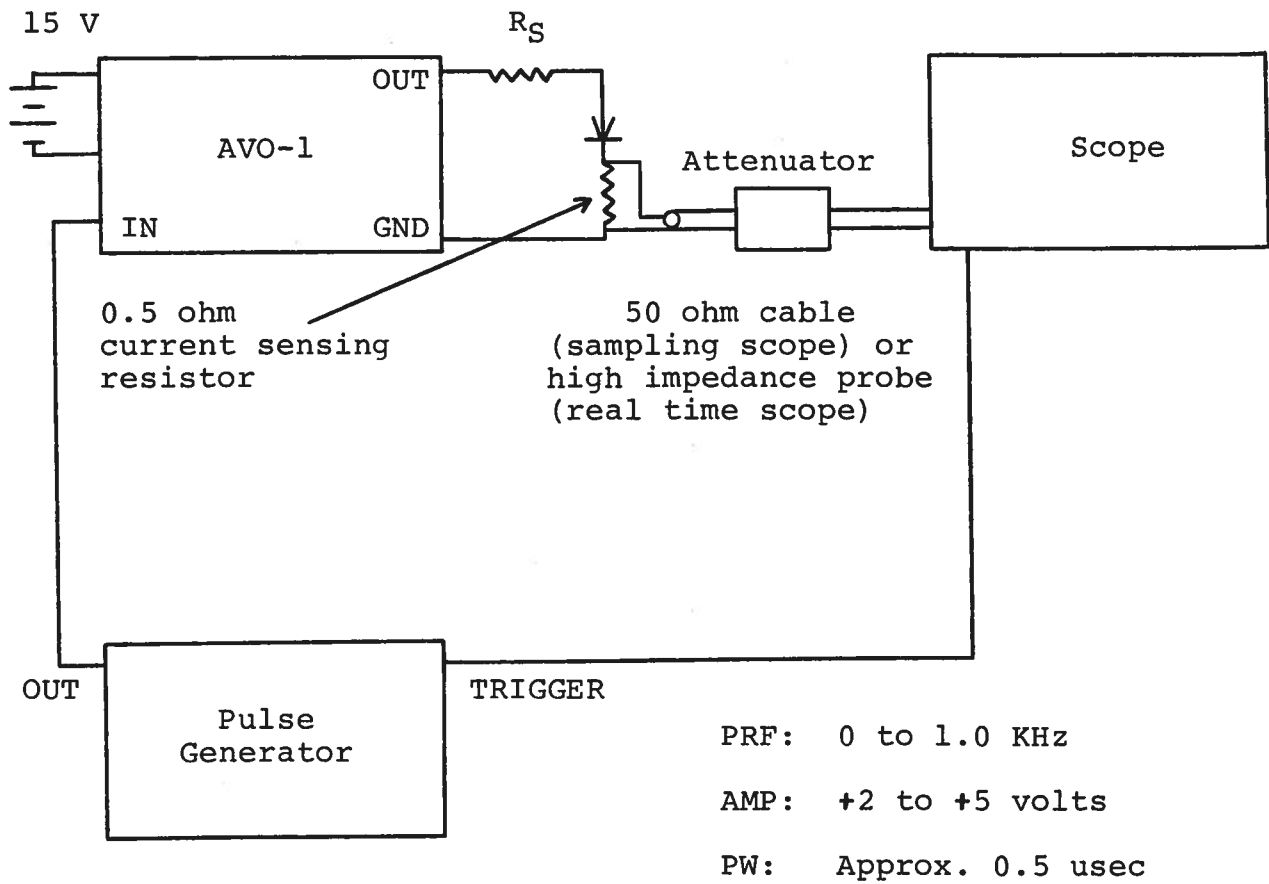 15 V
R_S
OUT
AVO-1
IN
GND
Attenuator
Scope
0.5 ohm
current sensing
resistor
50 ohm cable
(sampling scope) or
high impedance probe
(real time scope)
OUT
TRIGGER
Pulse
Generator
PRF: 0 to 1.0 KHz
AMP: +2 to +5 volts
PW: Approx. 0.5 usec